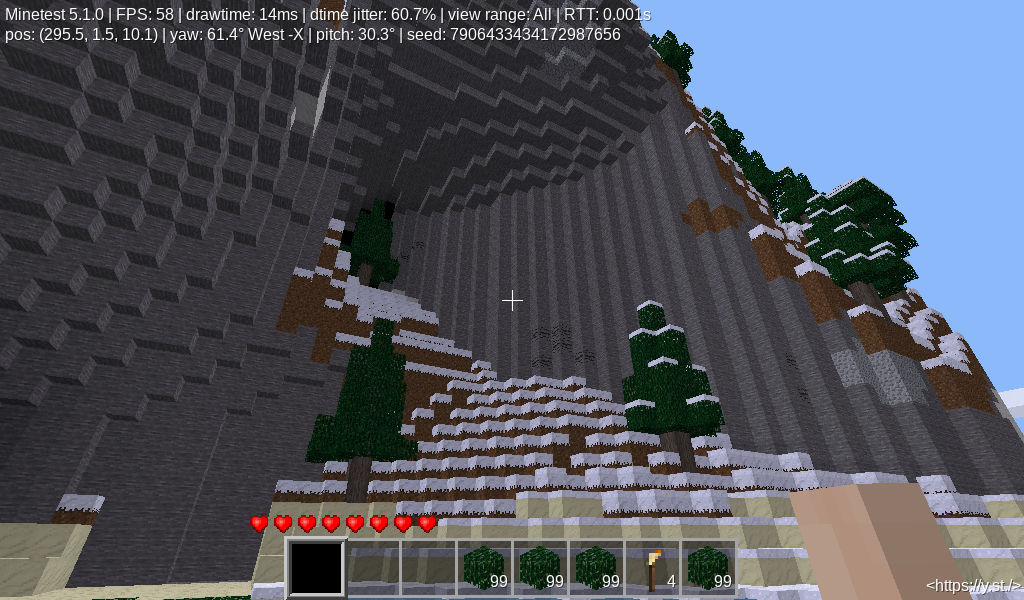 Minetest 5.1.0 | FPS: 58 | drawtime: 14ms | dtime jitter: 60.7% | view range: All | RTT: 0.001s
pos: (295.5, 1.5, 10.1) | yaw: 61.4° West -X | pitch: 30.3° | seed: 7906433434172987656
99 99 99 4 99
<https://y.st./>